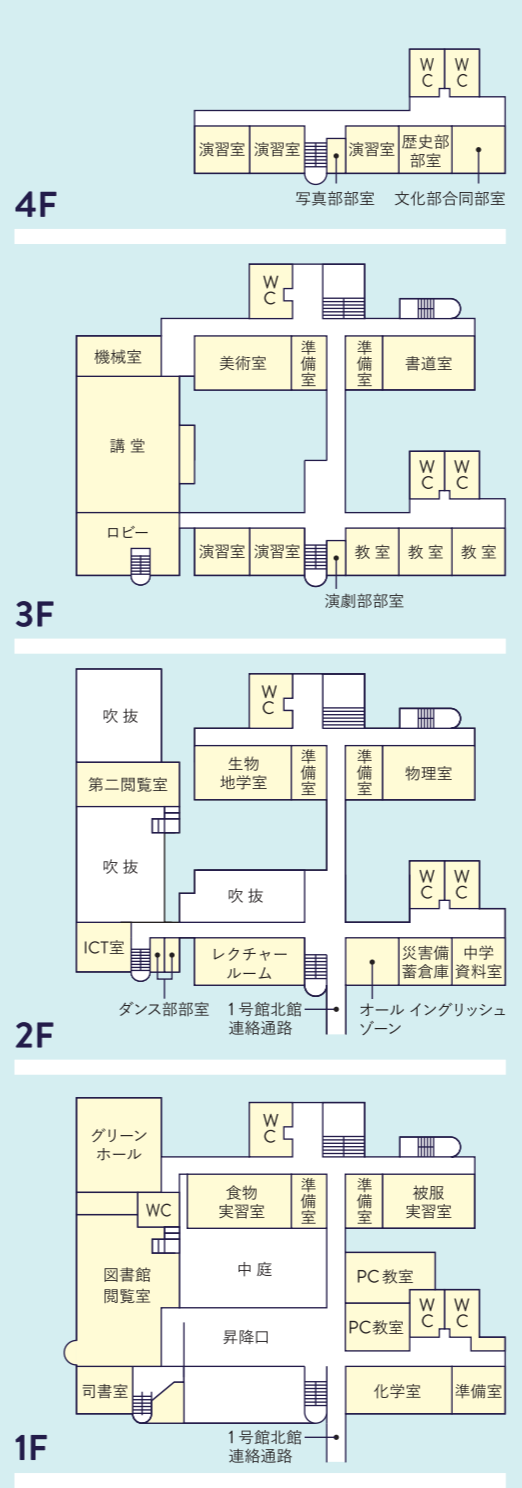 W
C
W
C
演習室
演習室
演習室
歴史部
部室
写真部部室
文化部合同部室
4F
W
C
機械室
美術室
準
備
室
準
備
室
書道室
講堂
W
C
W
C
ロビー
演習室
演習室
教室
教室
教室
演劇部部室
3F
吹抜
W
C
第二閲覧室
生物
地学室
準
備
室
準
備
室
物理室
吹抜
吹抜
W
C
W
C
ICT室
レクチャー
ルーム
災害備
蓄倉庫
中学
資料室
ダンス部部室
1号館北館
連絡通路
オール イングリッシュ
ゾーン
2F
グリーン
ホール
W
C
WC
食物
実習室
準
備
室
準
備
室
被服
実習室
図書館
閲覧室
中庭
PC教室
W
C
W
C
昇降口
PC教室
司書室
化学室
準備室
1号館北館
連絡通路
1F